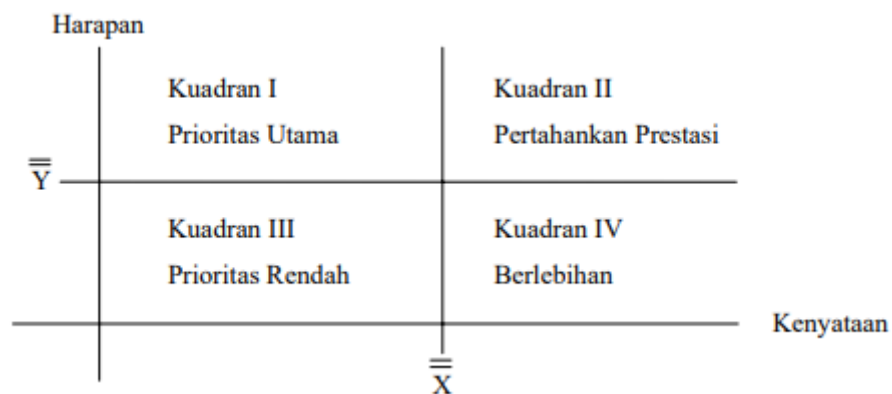 Harapan
Kuadran I
Prioritas Utama
Kuadran II
Pertahankan Prestasi
Y
Kuadran III
Prioritas Rendah
Kuadran IV
Berlebihan
Kenyataan
X